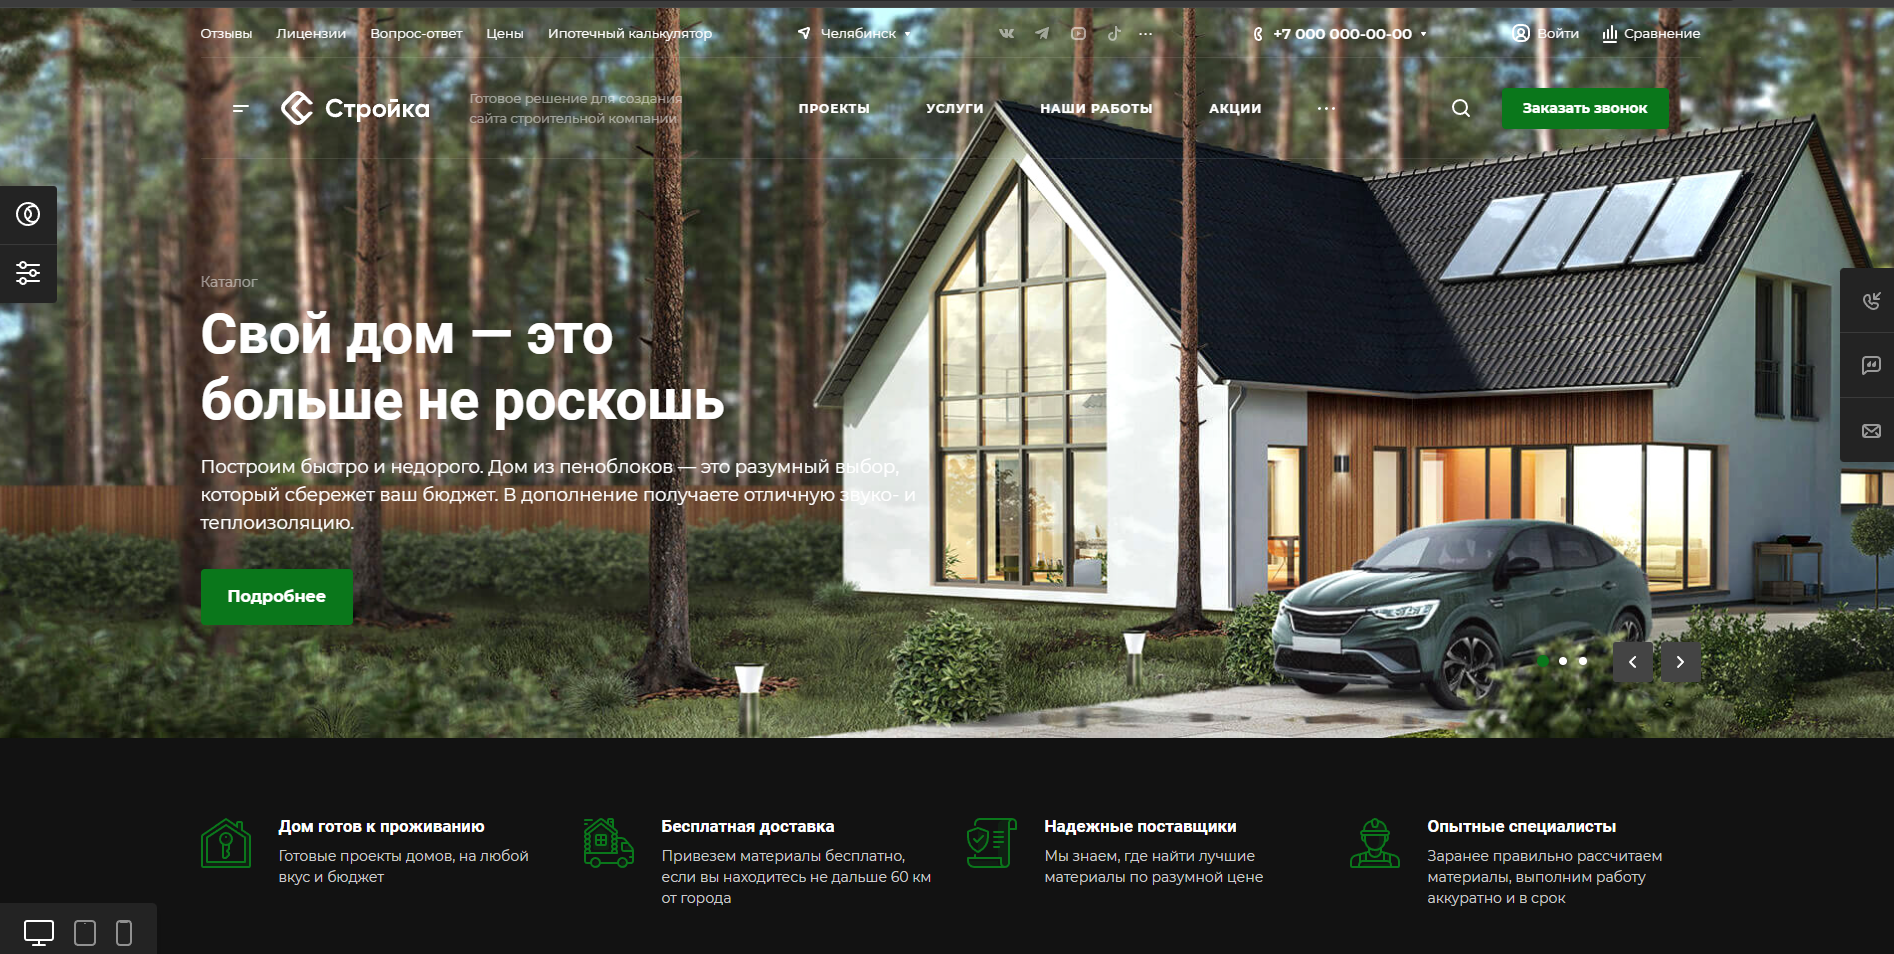 Отзывы Лицензии Вопрос-ответ Цены Ипотечный калькулятор Челябинск +7 000 000-00-00 Войти Сравнение
Стройка
Готовое решение для создания
сайта строительной компании
ПРОЕКТЫ УСЛУГИ НАШИ РАБОТЫ АКЦИИ
Заказать звонок
Каталог
Свой дом — это
больше не роскошь
Построим быстро и недорого. Дом из пеноблоков — это разумный выбор,
который сбережет ваш бюджет. В дополнение получаете отличную звуко- и
теплоизоляцию.
Подробнее
Дом готов к проживанию
Готовые проекты домов, на любой
вкус и бюджет
Бесплатная доставка
Привезем материалы бесплатно,
если вы находитесь не дальше 60 км
от города
Надежные поставщики
Мы знаем, где найти лучшие
материалы по разумной цене
Опытные специалисты
Заранее правильно рассчитаем
материалы, выполним работу
аккуратно и в срок